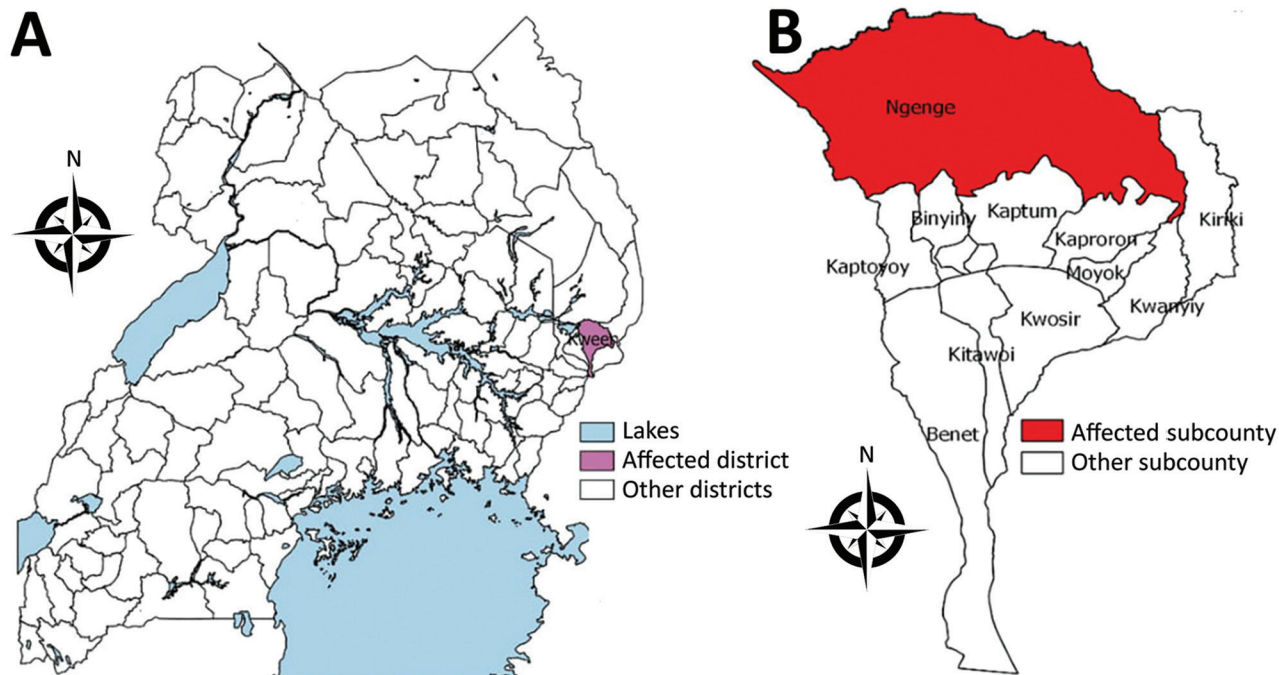 A
N
Kween
Lakes
Affected district
Other districts
B
Ngenge
Binyiny
Kaptum
Kiriki
Kaproron
Kaptoyoy
Moyok
Kwanyiy
Kwosir
Kitawoi
Benet
N
Affected subcounty
Other subcounty